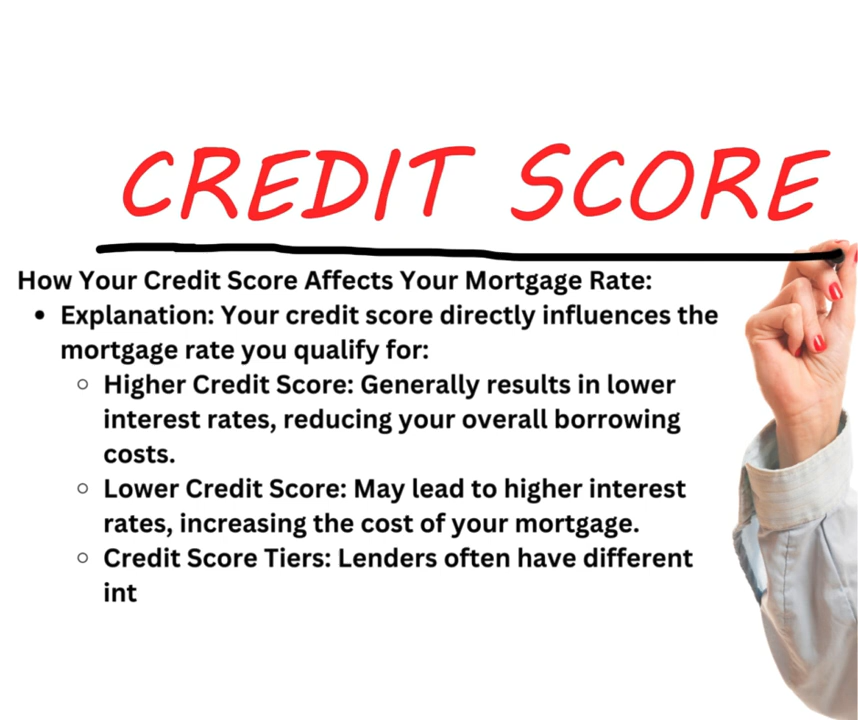 CREDIT SCORE
How Your Credit Score Affects Your Mortgage Rate:
• Explanation: Your credit score directly influences the
mortgage rate you qualify for:
○ Higher Credit Score: Generally results in lower
interest rates, reducing your overall borrowing
costs.
○ Lower Credit Score: May lead to higher interest
rates, increasing the cost of your mortgage.
○ Credit Score Tiers: Lenders often have different
int